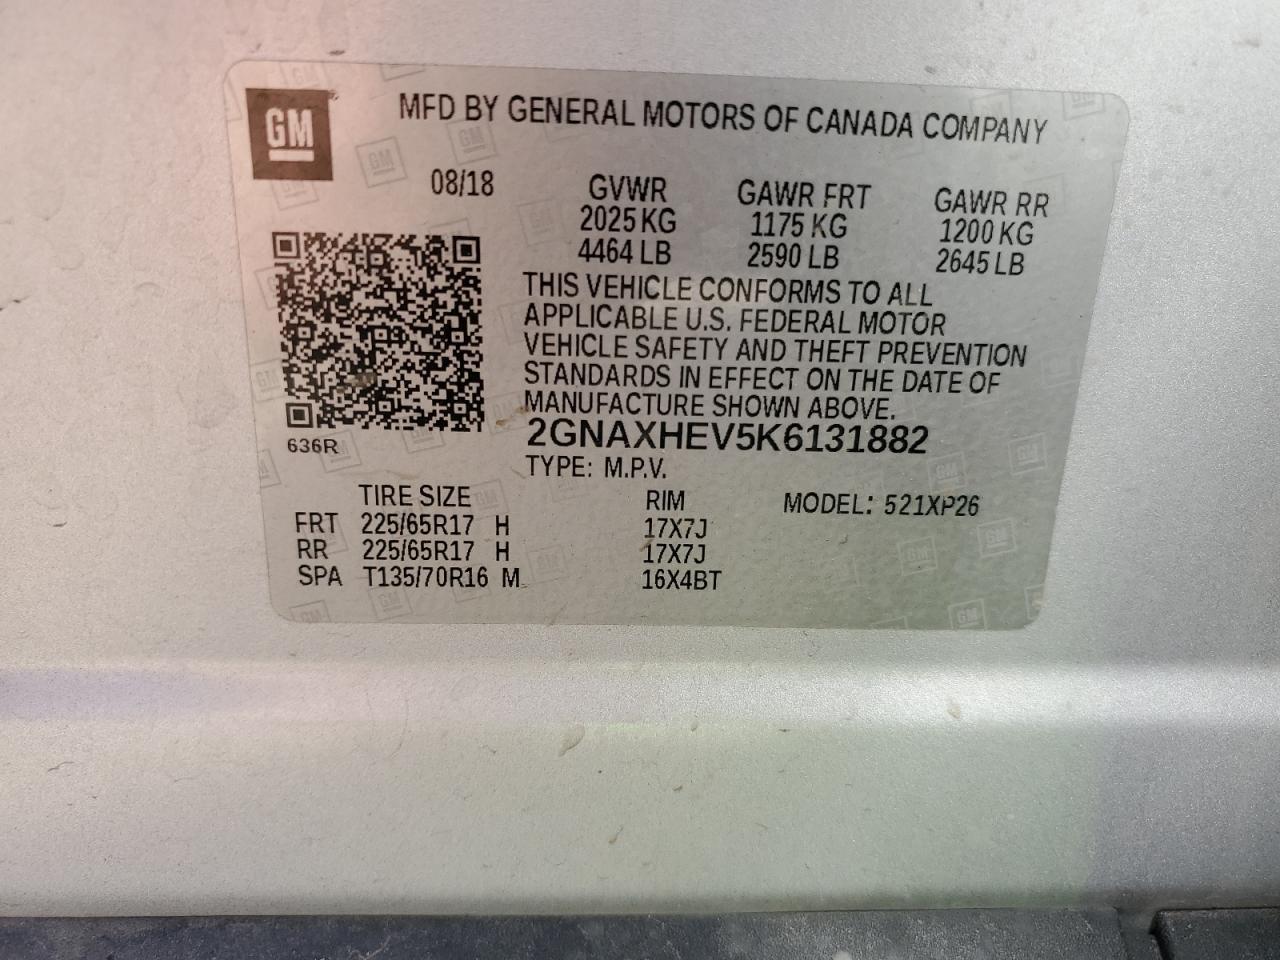 GM
MFD BY GENERAL MOTORS OF CANADA COMPANY
08/18 GVWR GAWR FRT GAWR RR
2025 KG 1175 KG 1200 KG
4464 LB 2590 LB 2645 LB
THIS VEHICLE CONFORMS TO ALL
APPLICABLE U.S. FEDERAL MOTOR
VEHICLE SAFETY AND THEFT PREVENTION
STANDARDS IN EFFECT ON THE DATE OF
MANUFACTURE SHOWN ABOVE.
636R 2GNAXHEV5K6131882
TYPE: M.P.V.
TIRE SIZE RIM MODEL: 521XP26
FRT 225/65R17 H 17X7J
RR 225/65R17 H 17X7J
SPA T135/70R16 M 16X4BT